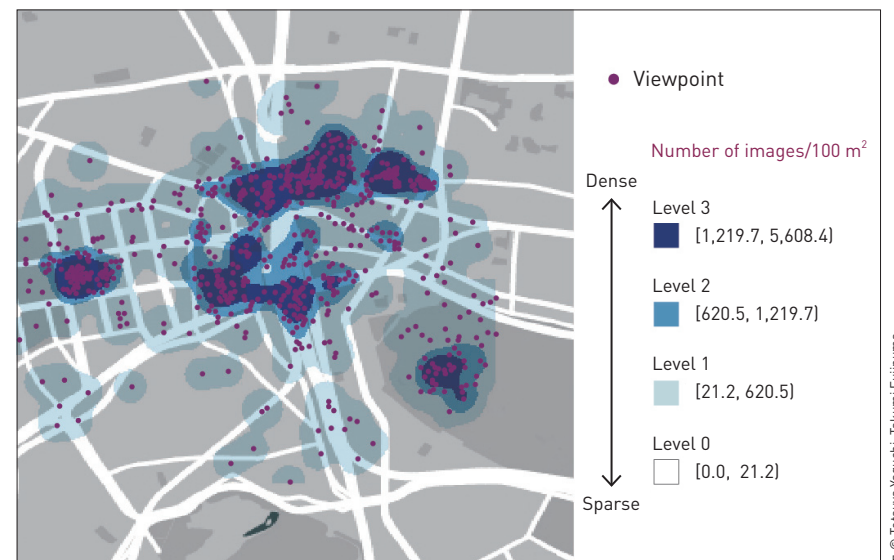 Viewpoint
Number of images/100 m²
Dense
Level 3
[1,219.7, 5,608.4)
Level 2
[620.5, 1,219.7)
Level 1
[21.2, 620.5)
Level 0
[0.0, 21.2)
Sparse